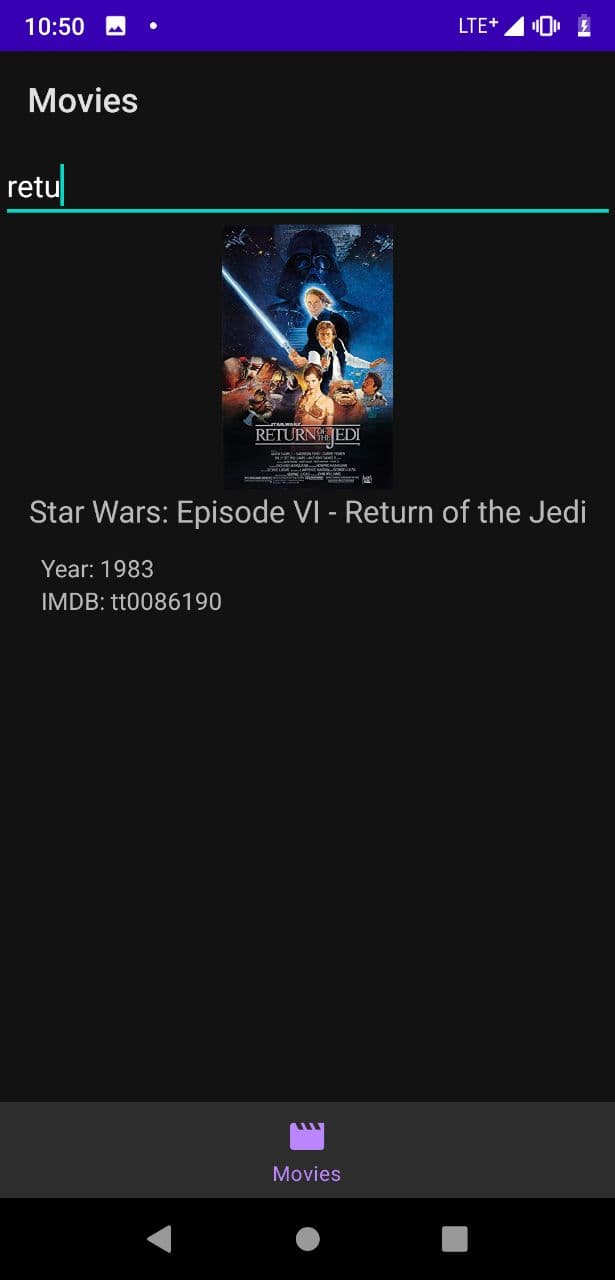 10:50 LTE+
Movies
retu
STAR WARS
RETURN OF THE JEDI
Star Wars: Episode VI - Return of the Jedi
Year: 1983
IMDB: tt0086190
Movies